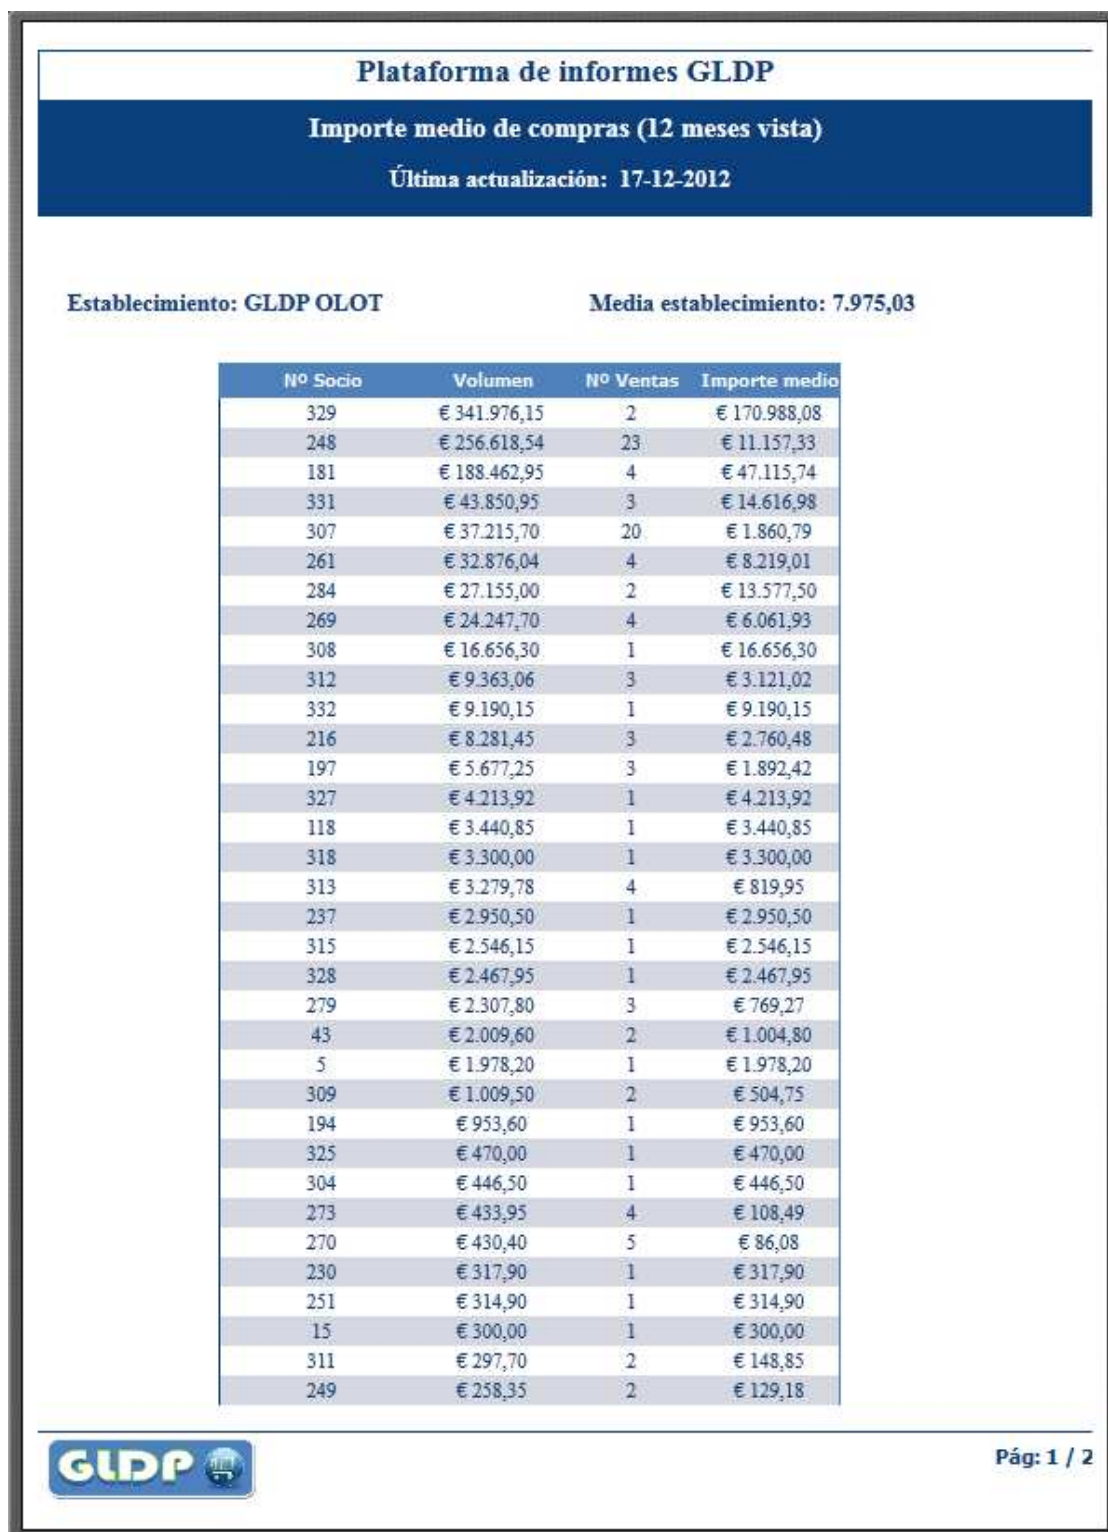 Plataforma de informes GLDP
Importe medio de compras (12 meses vista)
Última actualización: 17-12-2012
Establecimiento: GLDP OLOT Media establecimiento: 7.975,03
Nº Socio Volumen Nº Ventas Importe medio
329 € 341.976,15 2 € 170.988,08
248 € 256.618,54 23 € 11.157,33
181 € 188.462,95 4 € 47.115,74
331 € 43.850,95 3 € 14.616,98
307 € 37.215,70 20 € 1.860,79
261 € 32.876,04 4 € 8.219,01
284 € 27.155,00 2 € 13.577,50
269 € 24.247,70 4 € 6.061,93
308 € 16.656,30 1 € 16.656,30
312 € 9.363,06 3 € 3.121,02
332 € 9.190,15 1 € 9.190,15
216 € 8.281,45 3 € 2.760,48
197 € 5.677,25 3 € 1.892,42
327 € 4.213,92 1 € 4.213,92
118 € 3.440,85 1 € 3.440,85
318 € 3.300,00 1 € 3.300,00
313 € 3.279,78 4 € 819,95
237 € 2.950,50 1 € 2.950,50
315 € 2.546,15 1 € 2.546,15
328 € 2.467,95 1 € 2.467,95
279 € 2.307,80 3 € 769,27
43 € 2.009,60 2 € 1.004,80
5 € 1.978,20 1 € 1.978,20
309 € 1.009,50 2 € 504,75
194 € 953,60 1 € 953,60
325 € 470,00 1 € 470,00
304 € 446,50 1 € 446,50
273 € 433,95 4 € 108,49
270 € 430,40 5 € 86,08
230 € 317,90 1 € 317,90
251 € 314,90 1 € 314,90
15 € 300,00 1 € 300,00
311 € 297,70 2 € 148,85
249 € 258,35 2 € 129,18
GLDP Pág: 1 / 2